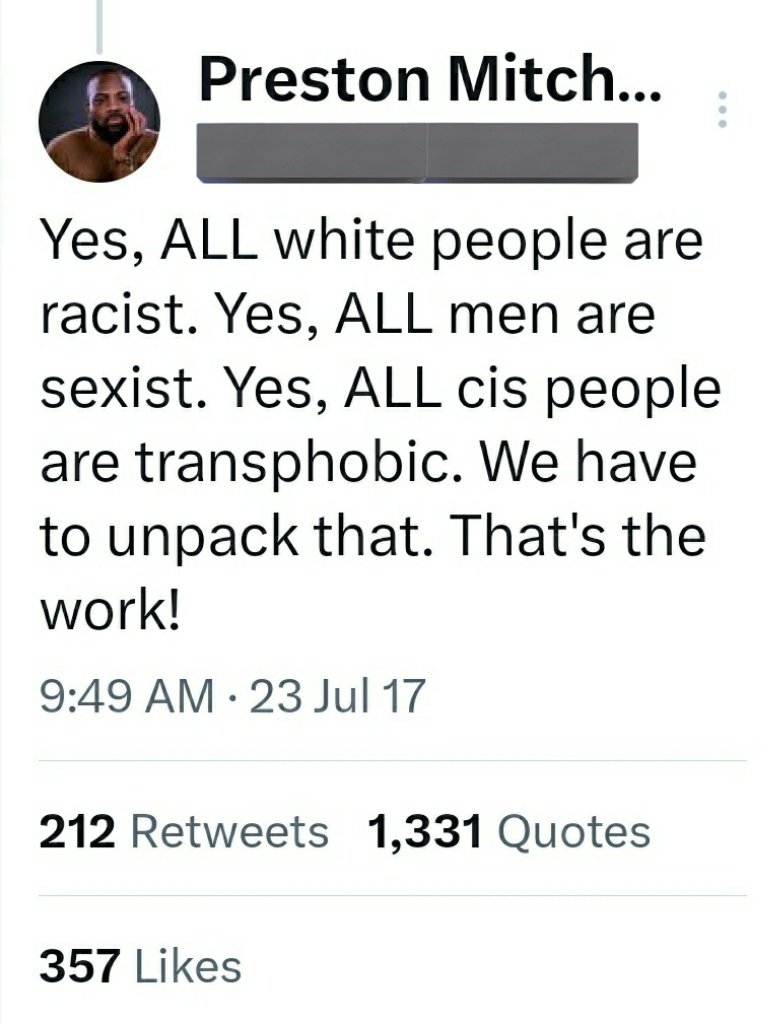 Preston Mitch...
Yes, ALL white people are
racist. Yes, ALL men are
sexist. Yes, ALL cis people
are transphobic. We have
to unpack that. That's the
work!
9:49 AM · 23 Jul 17
212 Retweets 1,331 Quotes
357 Likes